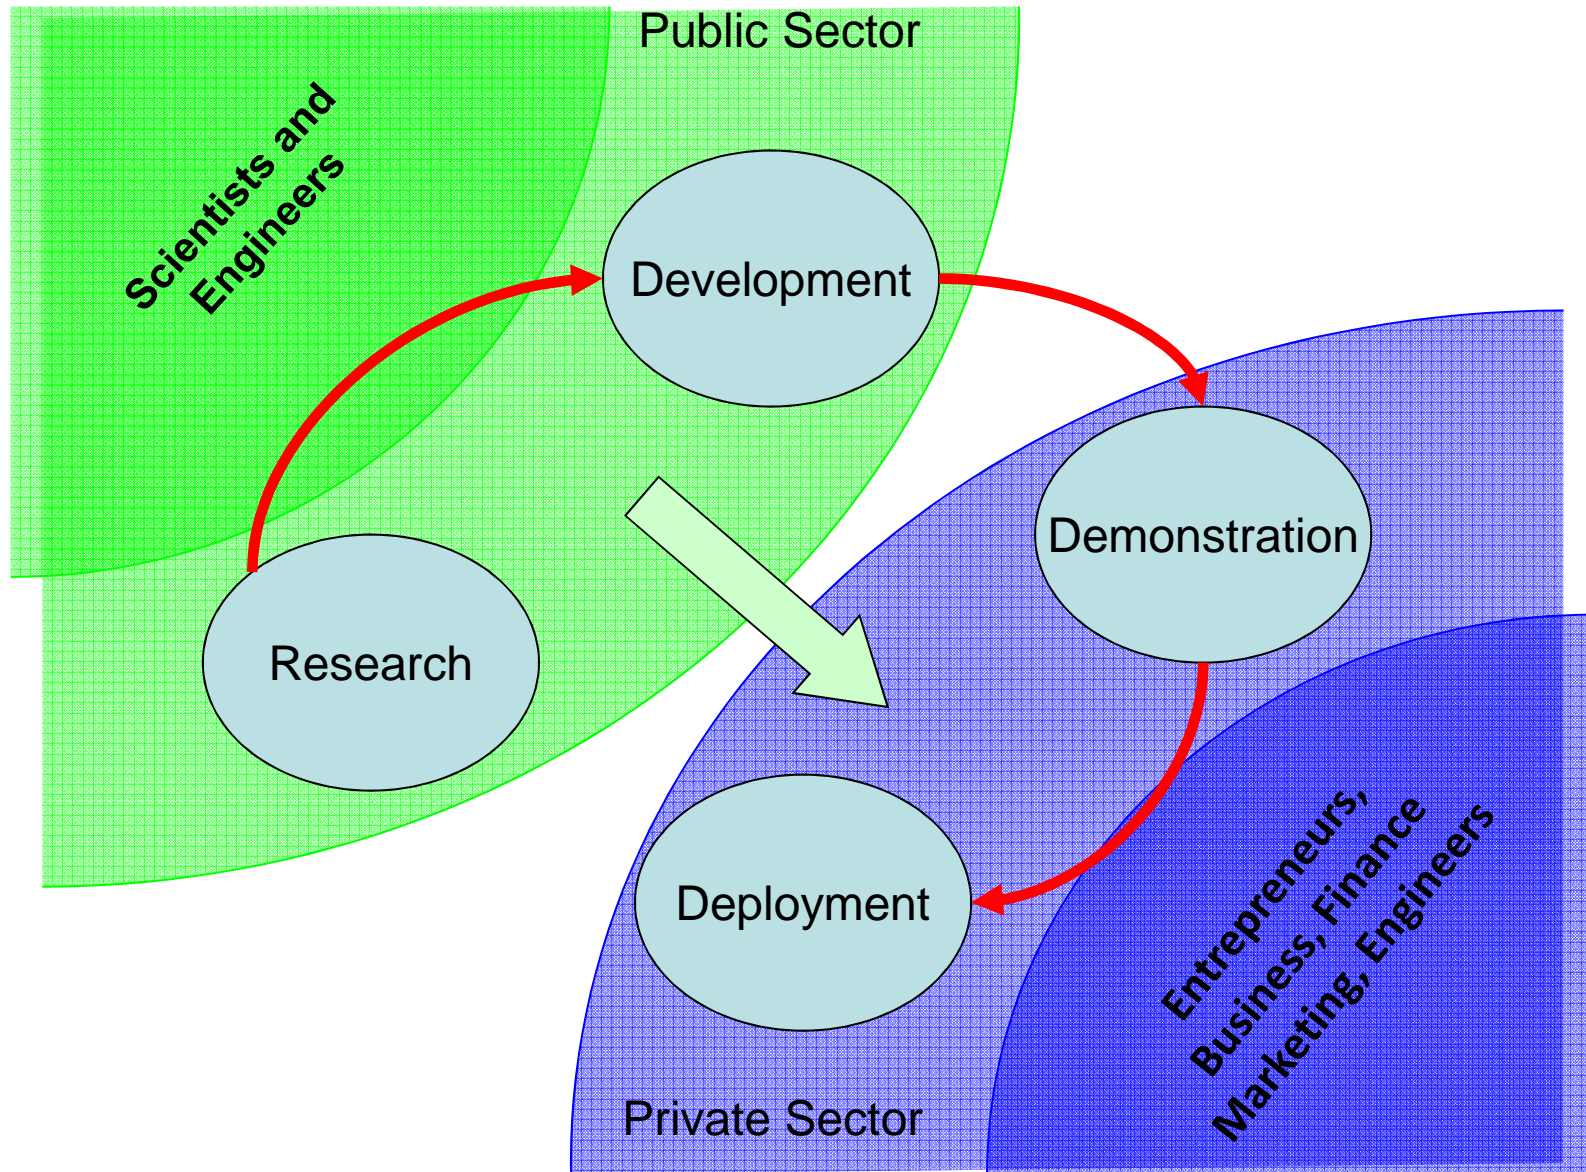 Public Sector
Scientists and
Engineers
Development
Demonstration
Research
Deployment
Entrepreneurs,
Business, Finance
Marketing, Engineers
Private Sector